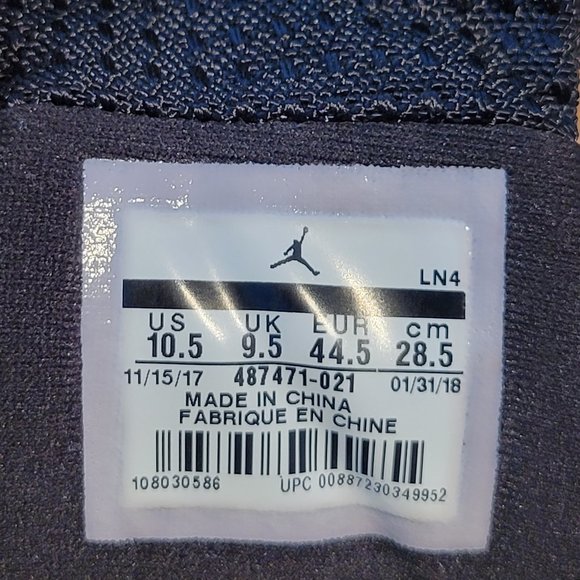 LN4
US UK EUR cm
10.5 9.5 44.5 28.5
11/15/17 487471-021 01/31/18
MADE IN CHINA
FABRIQUE EN CHINE
108030586 UPC 00887230349952